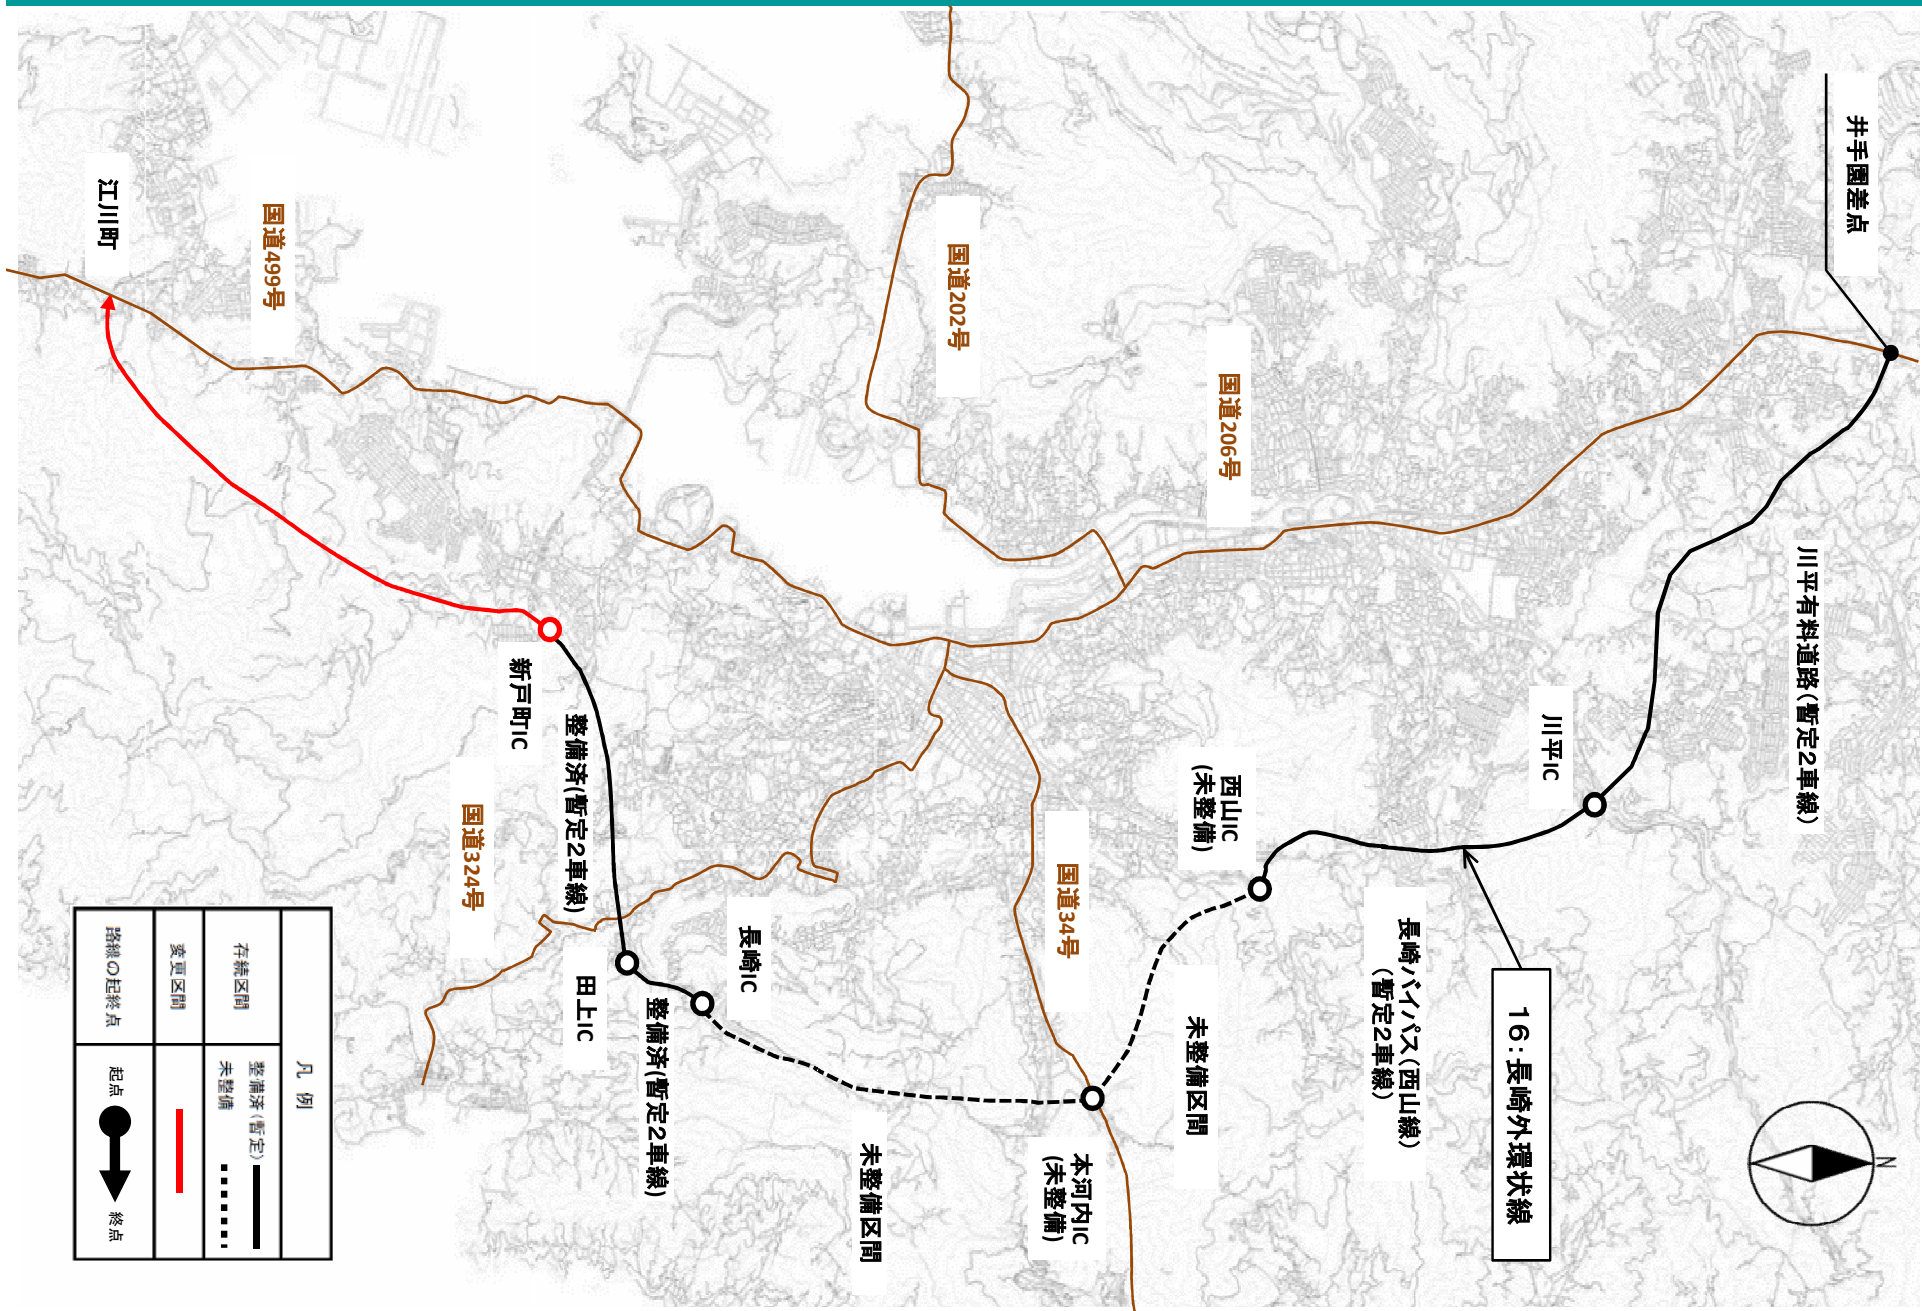 井手園差点
N
川平有料道路(暫定2車線)
川平IC
16:長崎外環状線
長崎バイパス(西山線)
(暫定2車線)
国道206号
西山IC
(未整備)
未整備区間
国道34号
本河内IC
(未整備)
国道202号
未整備区間
長崎IC
整備済(暫定2車線)
田上IC
整備済(暫定2車線)
新戸町IC
国道324号
国道499号
江川町
凡 例
存続区間
整備済(暫定)
未整備
変更区間
路線の起終点
起点
終点